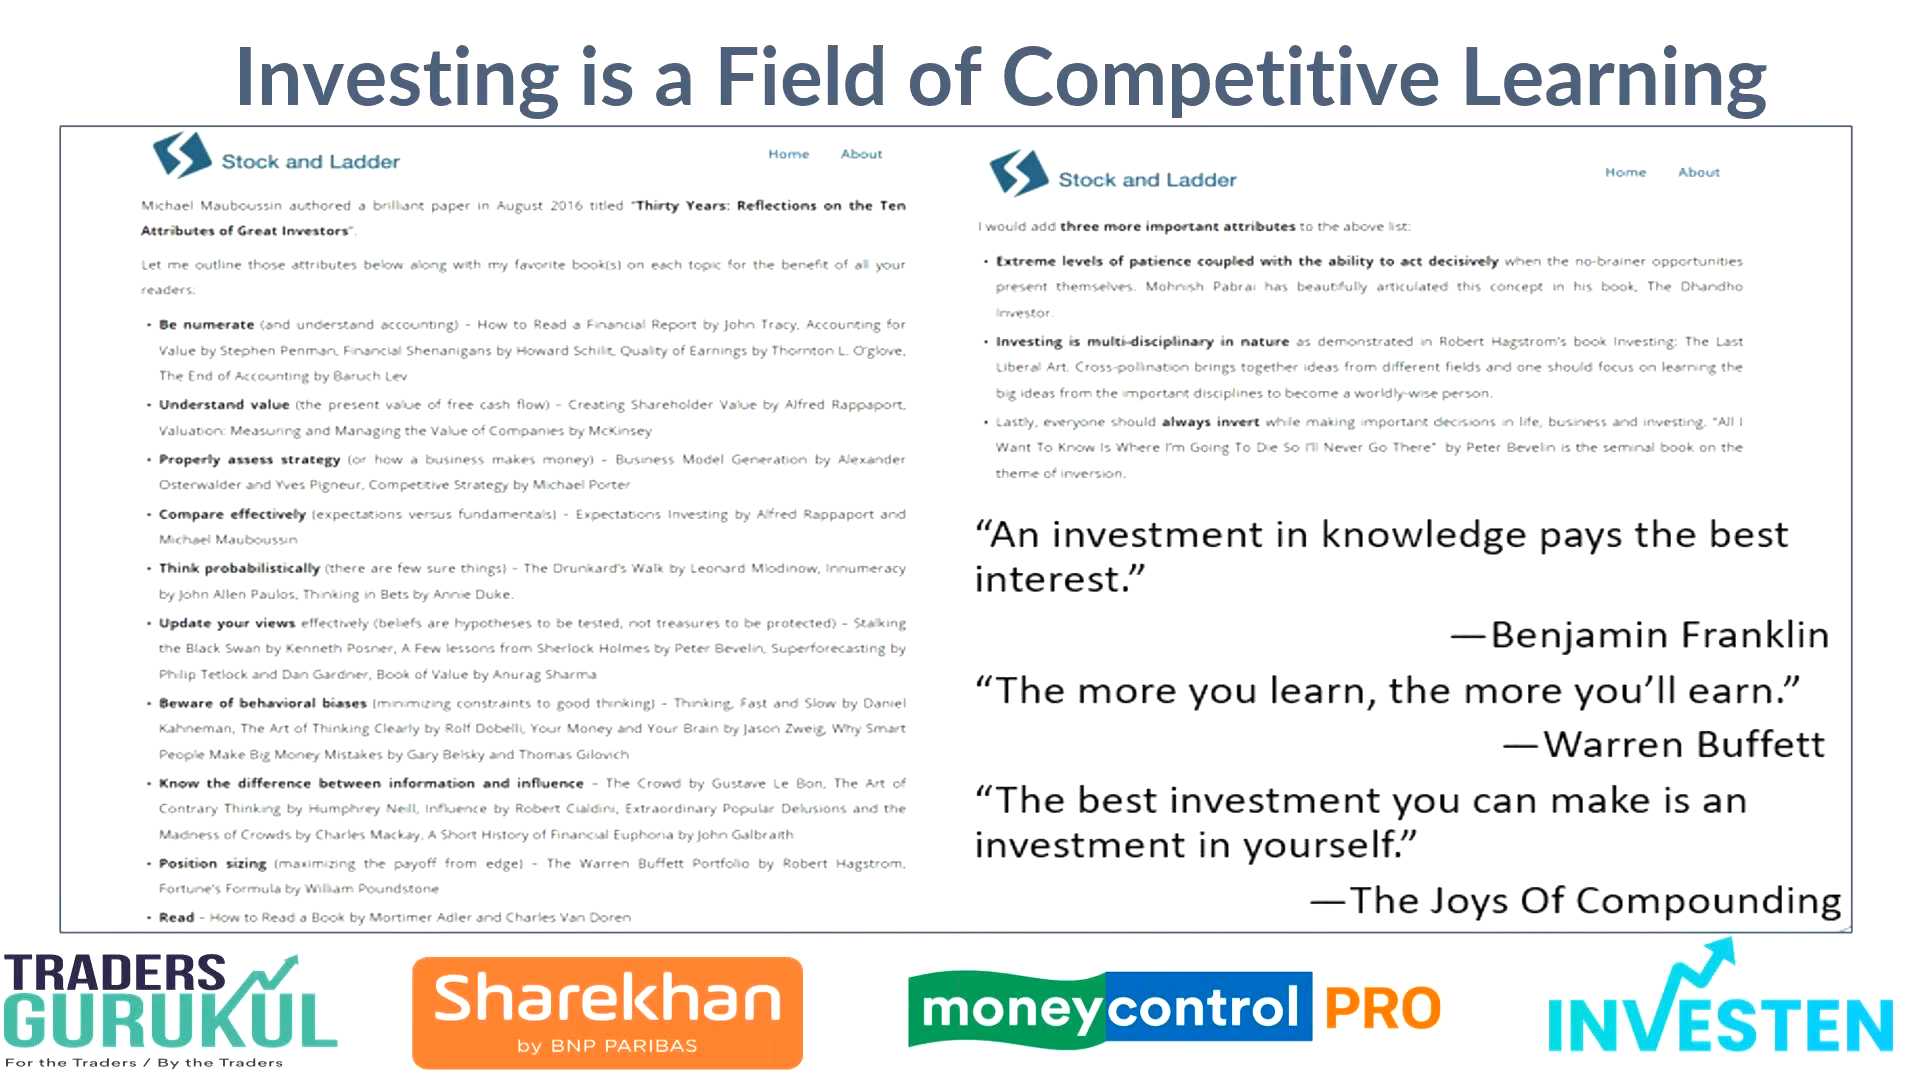 Investing is a Field of Competitive Learning
Stock and Ladder
Home About
Michael Mauboussin authored a brilliant paper in August 2016 titled "Thirty Years: Reflections on the Ten
Attributes of Great Investors".
Let me outline those attributes below along with my favorite book(s) on each topic for the benefit of all your
readers:
• Be numerate (and understand accounting) – How to Read a Financial Report by John Tracy, Accounting for
Value by Stephen Penman, Financial Shenanigans by Howard Schilit, Quality of Earnings by Thornton L. O'glove,
The End of Accounting by Baruch Lev
• Understand value (the present value of free cash flow) – Creating Shareholder Value by Alfred Rappaport,
Valuation: Measuring and Managing the Value of Companies by McKinsey
• Properly assess strategy (or how a business makes money) – Business Model Generation by Alexander
Osterwalder and Yves Pigneur, Competitive Strategy by Michael Porter
• Compare effectively (expectations versus fundamentals) – Expectations Investing by Alfred Rappaport and
Michael Mauboussin
• Think probabilistically (there are few sure things) – The Drunkard's Walk by Leonard Mlodinow, Innumeracy
by John Allen Paulos, Thinking in Bets by Annie Duke.
• Update your views effectively (beliefs are hypotheses to be tested, not treasures to be protected) – Stalking
the Black Swan by Kenneth Posner, A Few lessons from Sherlock Holmes by Peter Bevelin, Superforecasting by
Philip Tetlock and Dan Gardner, Book of Value by Anurag Sharma
• Beware of behavioral biases (minimizing constraints to good thinking) – Thinking, Fast and Slow by Daniel
Kahneman, The Art of Thinking Clearly by Rolf Dobelli, Your Money and Your Brain by Jason Zweig, Why Smart
People Make Big Money Mistakes by Gary Belsky and Thomas Gilovich
• Know the difference between information and influence – The Crowd by Gustave Le Bon, The Art of
Contrary Thinking by Humphrey Neill, Influence by Robert Cialdini, Extraordinary Popular Delusions and the
Madness of Crowds by Charles Mackay, A Short History of Financial Euphoria by John Galbraith
• Position sizing (maximizing the payoff from edge) – The Warren Buffett Portfolio by Robert Hagstrom,
Fortune's Formula by William Poundstone
• Read – How to Read a Book by Mortimer Adler and Charles Van Doren
Stock and Ladder
Home About
I would add three more important attributes to the above list:
• Extreme levels of patience coupled with the ability to act decisively when the no-brainer opportunities
present themselves. Mohnish Pabrai has beautifully articulated this concept in his book, The Dhandho
Investor.
• Investing is multi-disciplinary in nature as demonstrated in Robert Hagstrom's book Investing: The Last
Liberal Art. Cross-pollination brings together ideas from different fields and one should focus on learning the
big ideas from the important disciplines to become a worldly-wise person.
• Lastly, everyone should always invert while making important decisions in life, business and investing. "All I
Want To Know Is Where I'm Going To Die So I'll Never Go There" by Peter Bevelin is the seminal book on the
theme of inversion.
“An investment in knowledge pays the best
interest.”
—Benjamin Franklin
“The more you learn, the more you’ll earn.”
—Warren Buffett
“The best investment you can make is an
investment in yourself.”
—The Joys Of Compounding
TRADERS
GURUKUL
For the Traders / By the Traders
Sharekhan
by BNP PARIBAS
moneycontrol PRO
INVESTEN